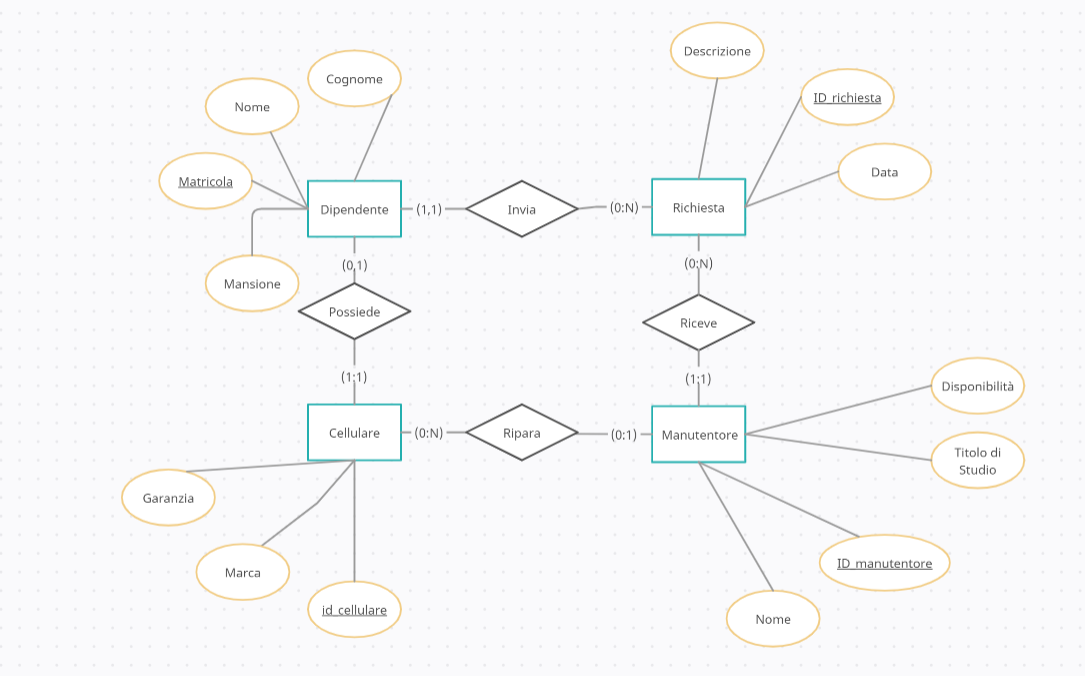 Descrizione
Cognome
ID_richiesta
Nome
Data
Matricola
Dipendente
(1,1)
Invia
(0:N)
Richiesta
(0,1)
(0:N)
Mansione
Possiede
Riceve
(1:1)
(1:1)
Disponibilità
Cellulare
(0:N)
Ripara
(0:1)
Manutentore
Titolo di
Studio
Garanzia
ID_manutentore
Marca
id_cellulare
Nome